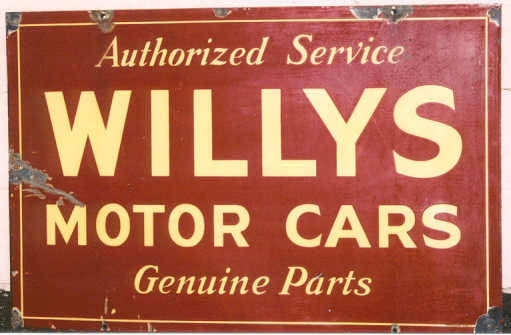 Authorized Service
WILLYS
MOTOR CARS
Genuine Parts